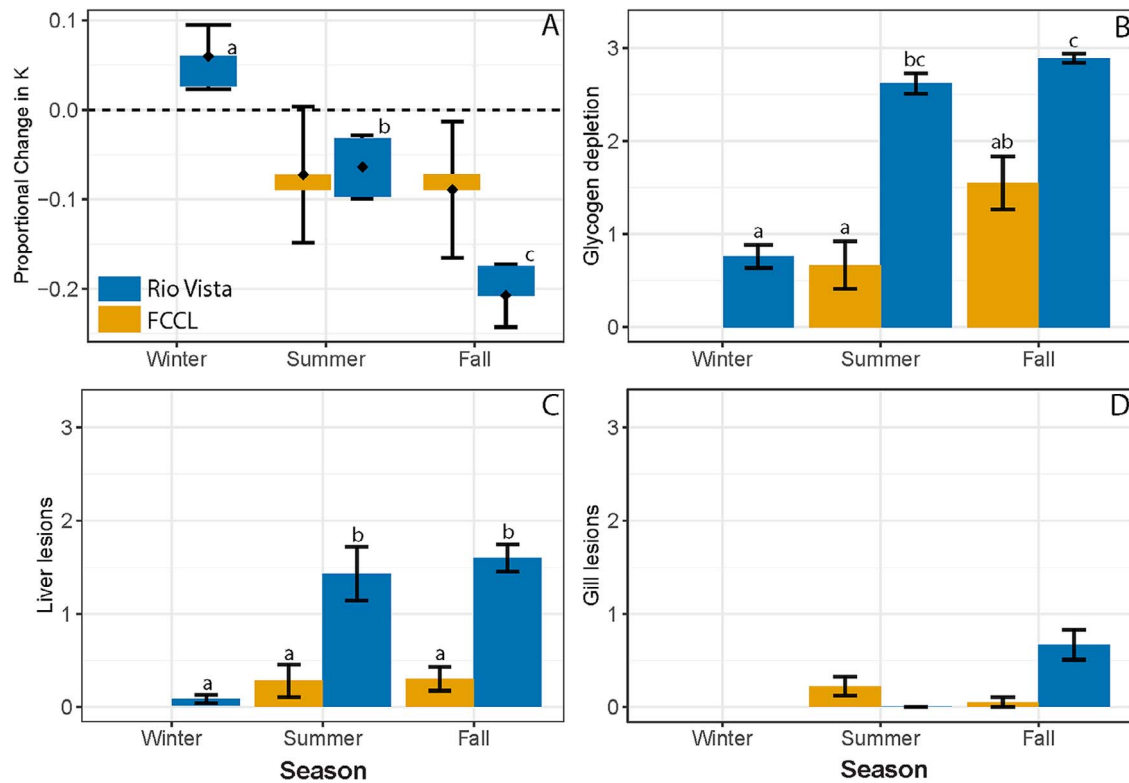 A
Proportional Change in K
0.1
0.0
−0.1
−0.2
a
b
c
Rio Vista
FCCL
Winter Summer Fall
B
Glycogen depletion
3
2
1
0
a
a
bc
ab
c
Winter Summer Fall
C
Liver lesions
3
2
1
0
a
a
b
a
b
Winter Summer Fall
Season
D
Gill lesions
3
2
1
0
Winter Summer Fall
Season